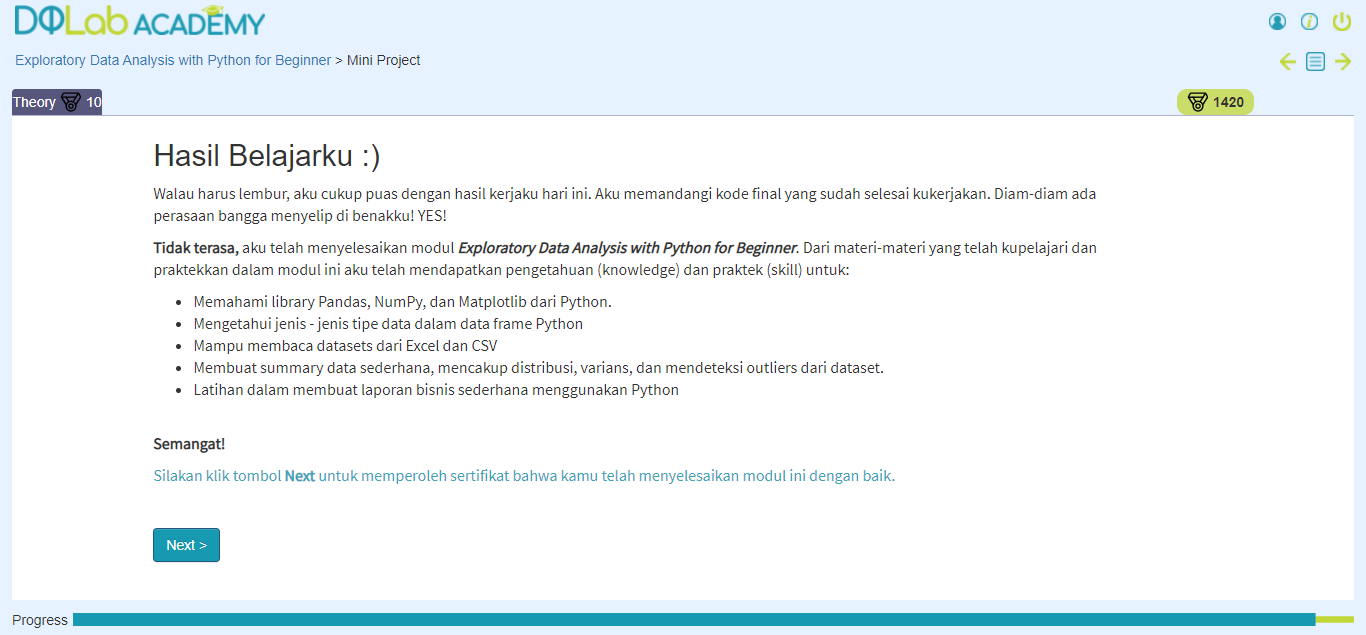 DQLab ACADEMY
Exploratory Data Analysis with Python for Beginner > Mini Project
Theory 10
1420
Hasil Belajarku :)
Walau harus lembur, aku cukup puas dengan hasil kerjaku hari ini. Aku memandangi kode final yang sudah selesai kukerjakan. Diam-diam ada
perasaan bangga menyelip di benakku! YES!
Tidak terasa, aku telah menyelesaikan modul Exploratory Data Analysis with Python for Beginner. Dari materi-materi yang telah kupelajari dan
praktekkan dalam modul ini aku telah mendapatkan pengetahuan (knowledge) dan praktek (skill) untuk:
• Memahami library Pandas, NumPy, dan Matplotlib dari Python.
• Mengetahui jenis - jenis tipe data dalam data frame Python
• Mampu membaca datasets dari Excel dan CSV
• Membuat summary data sederhana, mencakup distribusi, varians, dan mendeteksi outliers dari dataset.
• Latihan dalam membuat laporan bisnis sederhana menggunakan Python
Semangat!
Silakan klik tombol Next untuk memperoleh sertifikat bahwa kamu telah menyelesaikan modul ini dengan baik.
Next >
Progress